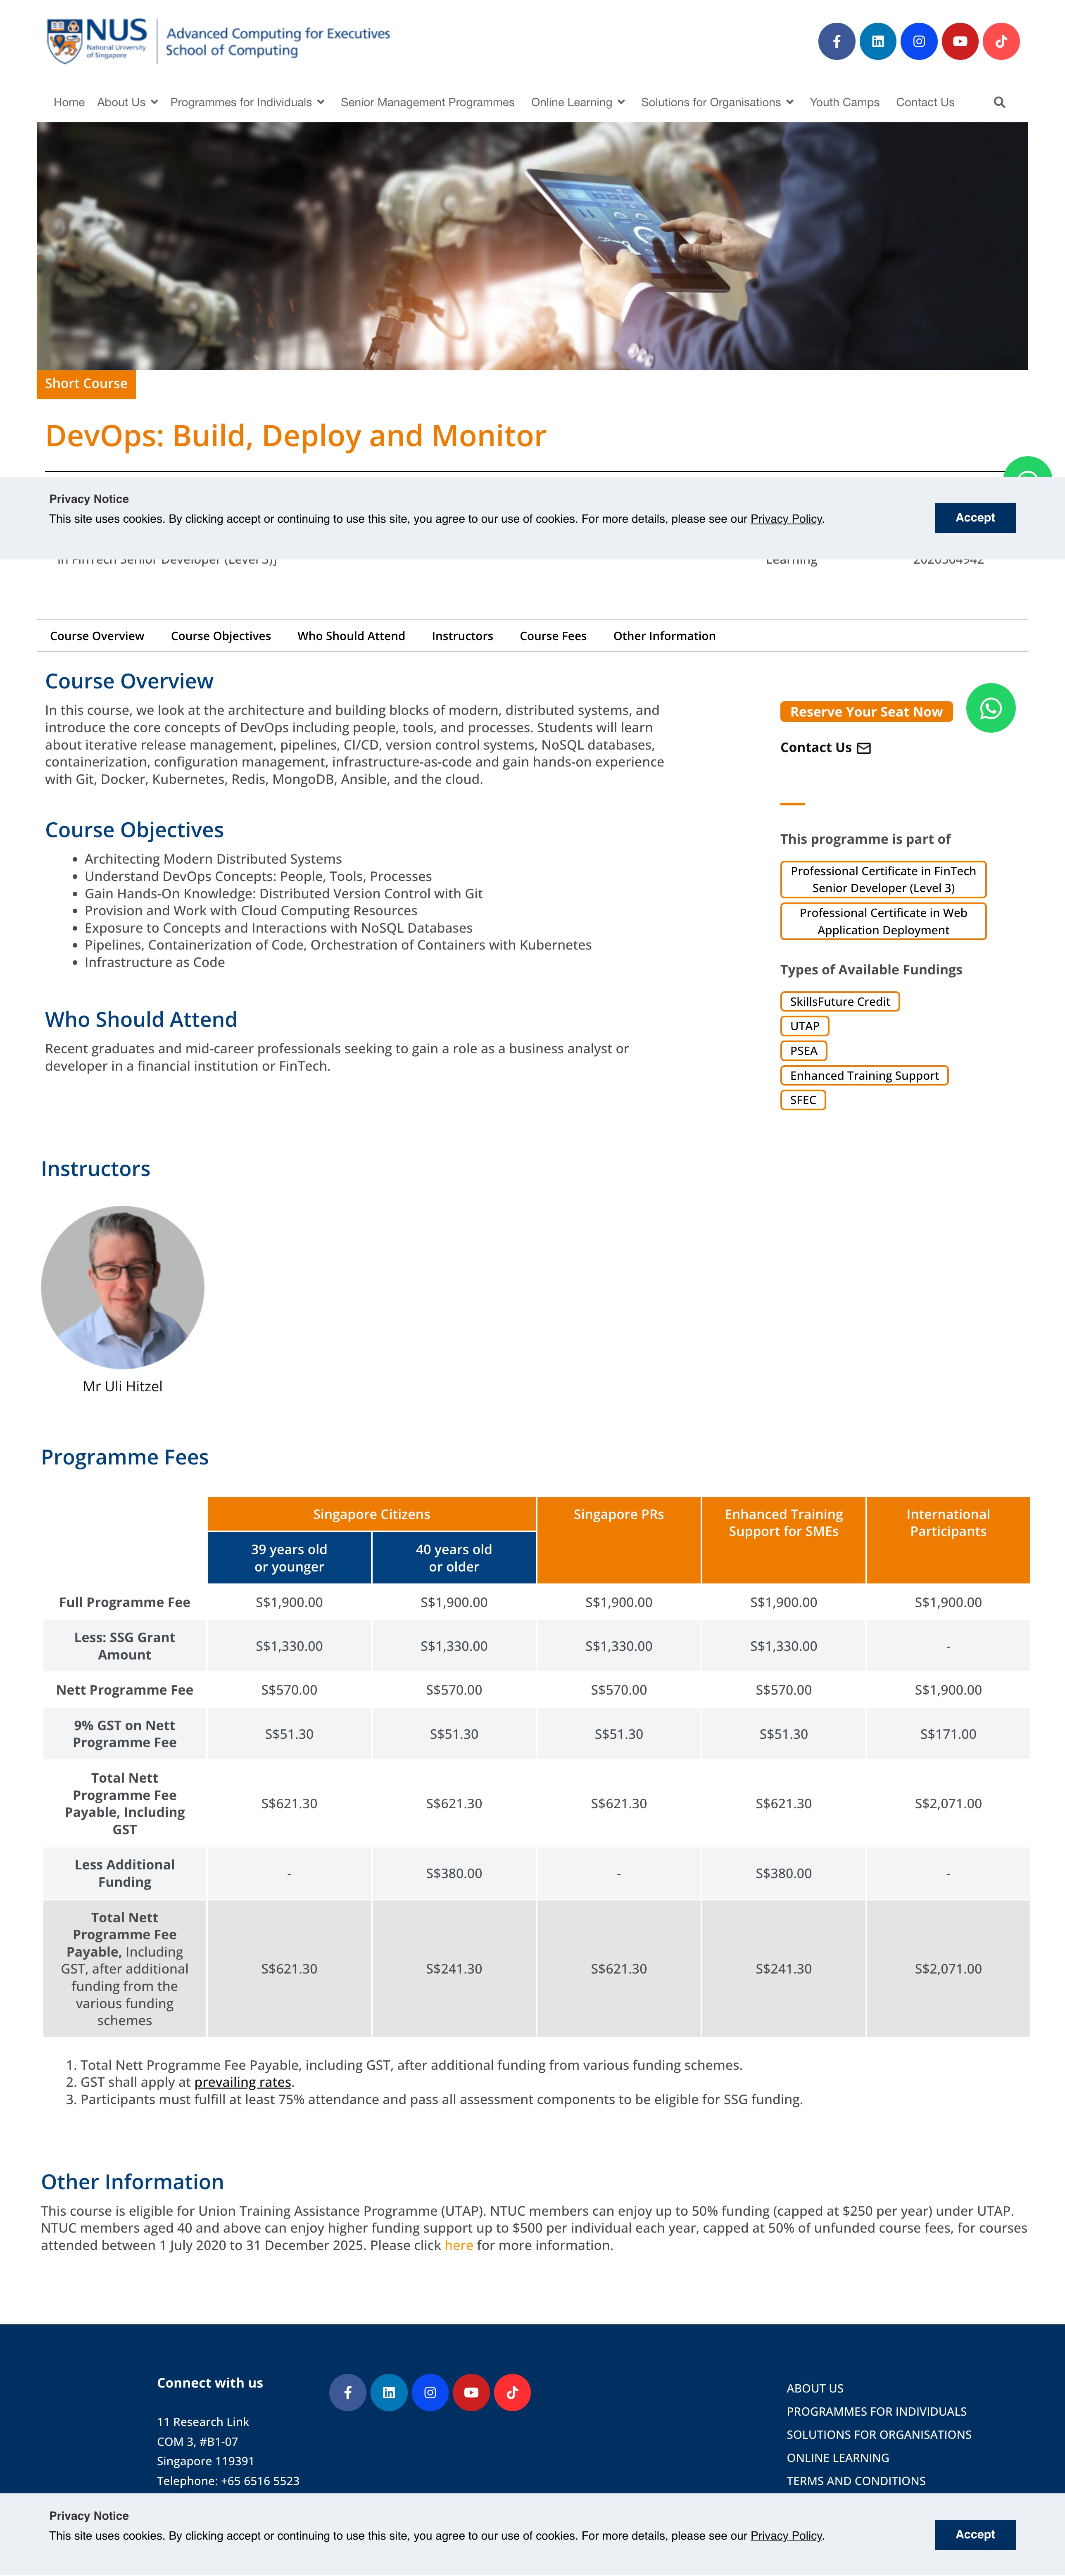 NUS
National University
of Singapore
Advanced Computing for Executives
School of Computing
Home About Us Programmes for Individuals Senior Management Programmes Online Learning Solutions for Organisations Youth Camps Contact Us
Short Course
DevOps: Build, Deploy and Monitor
Privacy Notice
This site uses cookies. By clicking accept or continuing to use this site, you agree to our use of cookies. For more details, please see our Privacy Policy.
Accept
in FinTech Senior Developer (Level 3)] Learning
Course Overview Course Objectives Who Should Attend Instructors Course Fees Other Information
Course Overview
In this course, we look at the architecture and building blocks of modern, distributed systems, and
introduce the core concepts of DevOps including people, tools, and processes. Students will learn
about iterative release management, pipelines, CI/CD, version control systems, NoSQL databases,
containerization, configuration management, infrastructure-as-code and gain hands-on experience
with Git, Docker, Kubernetes, Redis, MongoDB, Ansible, and the cloud.
Reserve Your Seat Now
Contact Us
Course Objectives
• Architecting Modern Distributed Systems
• Understand DevOps Concepts: People, Tools, Processes
• Gain Hands-On Knowledge: Distributed Version Control with Git
• Provision and Work with Cloud Computing Resources
• Exposure to Concepts and Interactions with NoSQL Databases
• Pipelines, Containerization of Code, Orchestration of Containers with Kubernetes
• Infrastructure as Code
This programme is part of
Professional Certificate in FinTech
Senior Developer (Level 3)
Professional Certificate in Web
Application Deployment
Types of Available Fundings
SkillsFuture Credit
UTAP
PSEA
Enhanced Training Support
SFEC
Who Should Attend
Recent graduates and mid-career professionals seeking to gain a role as a business analyst or
developer in a financial institution or FinTech.
Instructors
Mr Uli Hitzel
Programme Fees
Singapore Citizens Singapore PRs Enhanced Training International
Support for SMEs Participants
39 years old 40 years old
or younger or older
Full Programme Fee S$1,900.00 S$1,900.00 S$1,900.00 S$1,900.00 S$1,900.00
Less: SSG Grant
Amount S$1,330.00 S$1,330.00 S$1,330.00 S$1,330.00 -
Nett Programme Fee S$570.00 S$570.00 S$570.00 S$570.00 S$1,900.00
9% GST on Nett
Programme Fee S$51.30 S$51.30 S$51.30 S$51.30 S$171.00
Total Nett
Programme Fee
Payable, Including
GST S$621.30 S$621.30 S$621.30 S$621.30 S$2,071.00
Less Additional
Funding - S$380.00 - S$380.00 -
Total Nett
Programme Fee
Payable, Including
GST, after additional
funding from the
various funding
schemes S$621.30 S$241.30 S$621.30 S$241.30 S$2,071.00
1. Total Nett Programme Fee Payable, including GST, after additional funding from various funding schemes.
2. GST shall apply at prevailing rates.
3. Participants must fulfill at least 75% attendance and pass all assessment components to be eligible for SSG funding.
Other Information
This course is eligible for Union Training Assistance Programme (UTAP). NTUC members can enjoy up to 50% funding (capped at $250 per year) under UTAP.
NTUC members aged 40 and above can enjoy higher funding support up to $500 per individual each year, capped at 50% of unfunded course fees, for courses
attended between 1 July 2020 to 31 December 2025. Please click here for more information.
Connect with us
11 Research Link
COM 3, #B1-07
Singapore 119391
Telephone: +65 6516 5523
ABOUT US
PROGRAMMES FOR INDIVIDUALS
SOLUTIONS FOR ORGANISATIONS
ONLINE LEARNING
TERMS AND CONDITIONS
Privacy Notice
This site uses cookies. By clicking accept or continuing to use this site, you agree to our use of cookies. For more details, please see our Privacy Policy.
Accept